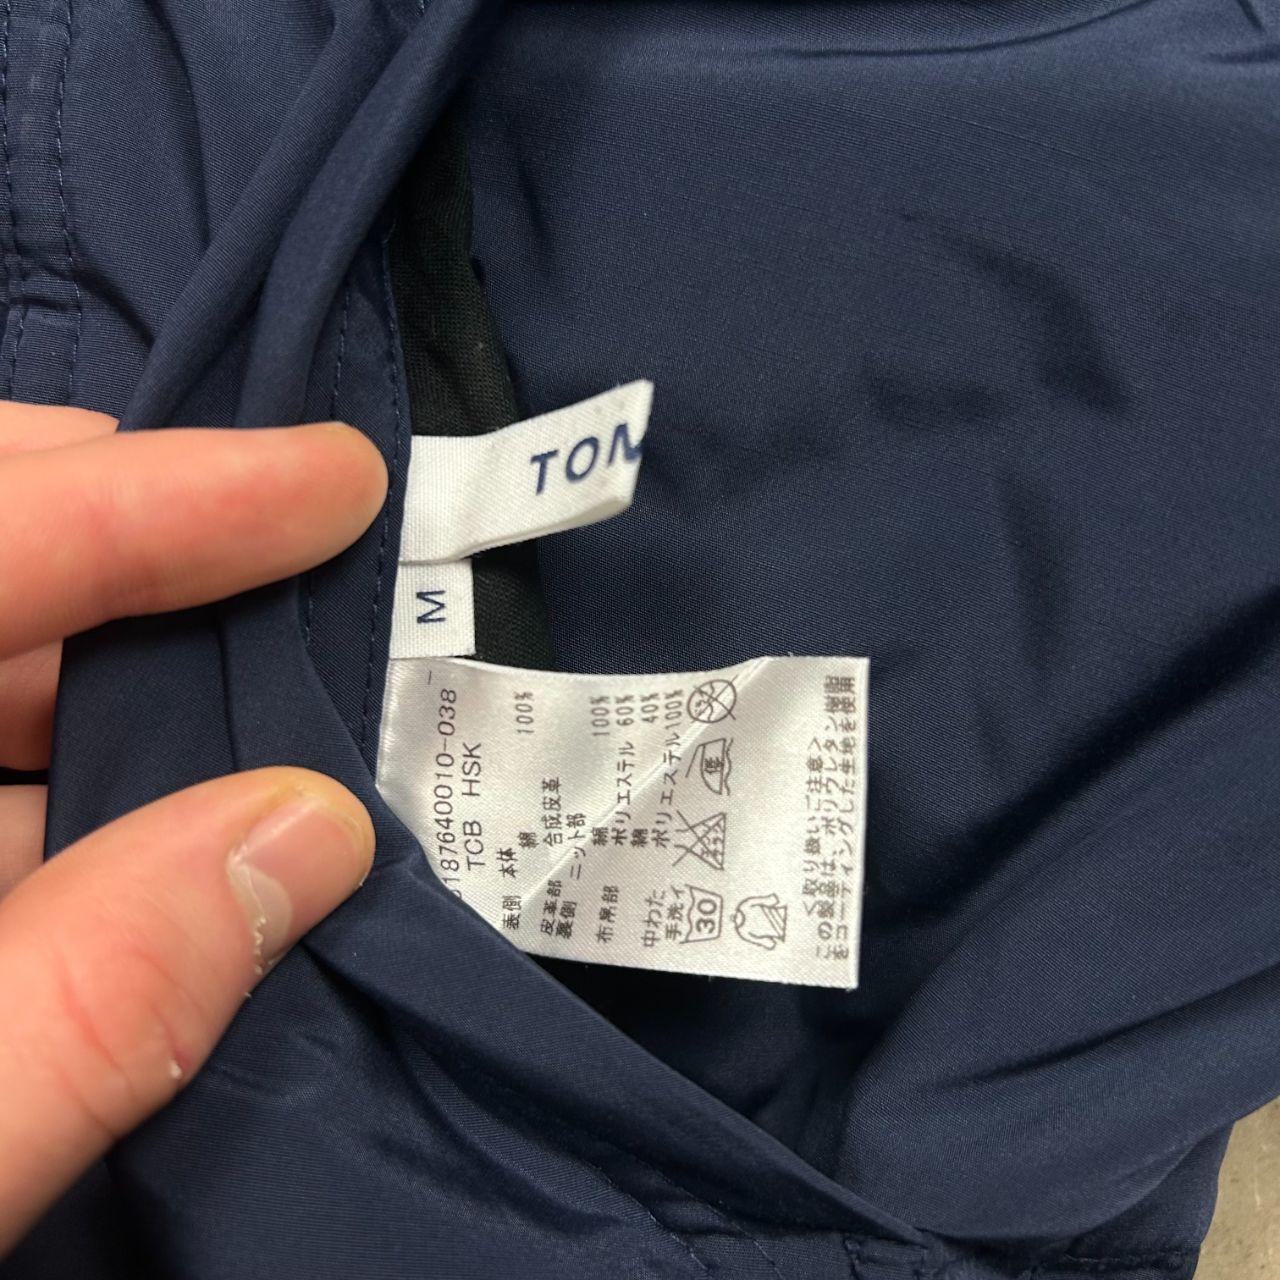 TOM
M
0187640010-038
TCB HSK
表側 本体
綿 100%
皮革部
合成皮革
裏側 ニット部
綿 100%
布帛部
ポリエステル 60%
綿 40%
中わた ポリエステル 100%
手洗イ
30
低
<取り扱いご注意>
この製品は、ポリウレタン樹脂
をコーティングした生地を使用